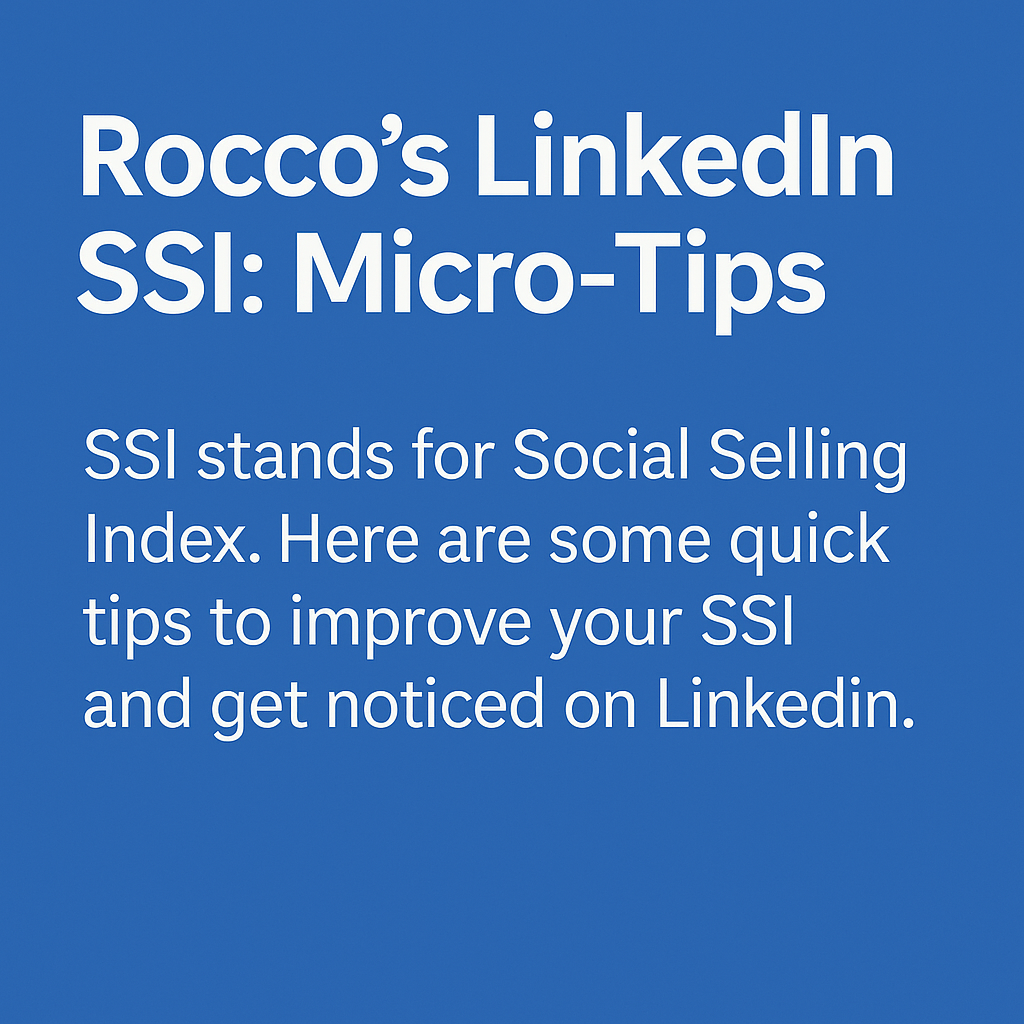 Rocco’s LinkedIn
SSI: Micro-Tips
SSI stands for Social Selling
Index. Here are some quick
tips to improve your SSI
and get noticed on Linkedin.